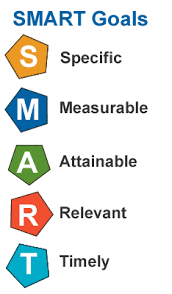 SMART Goals
S Specific
M Measurable
A Attainable
R Relevant
T Timely